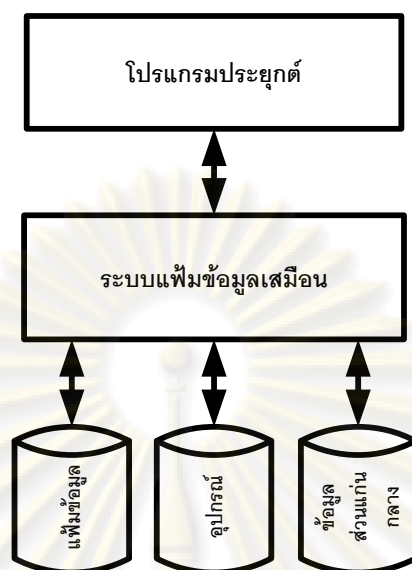 โปรแกรมประยุกต์
ระบบแฟ้มข้อมูลเสมือน
แฟ้มข้อมูล
อุปกรณ์
ข้อมูล
ส่วนแก่น
กลาง